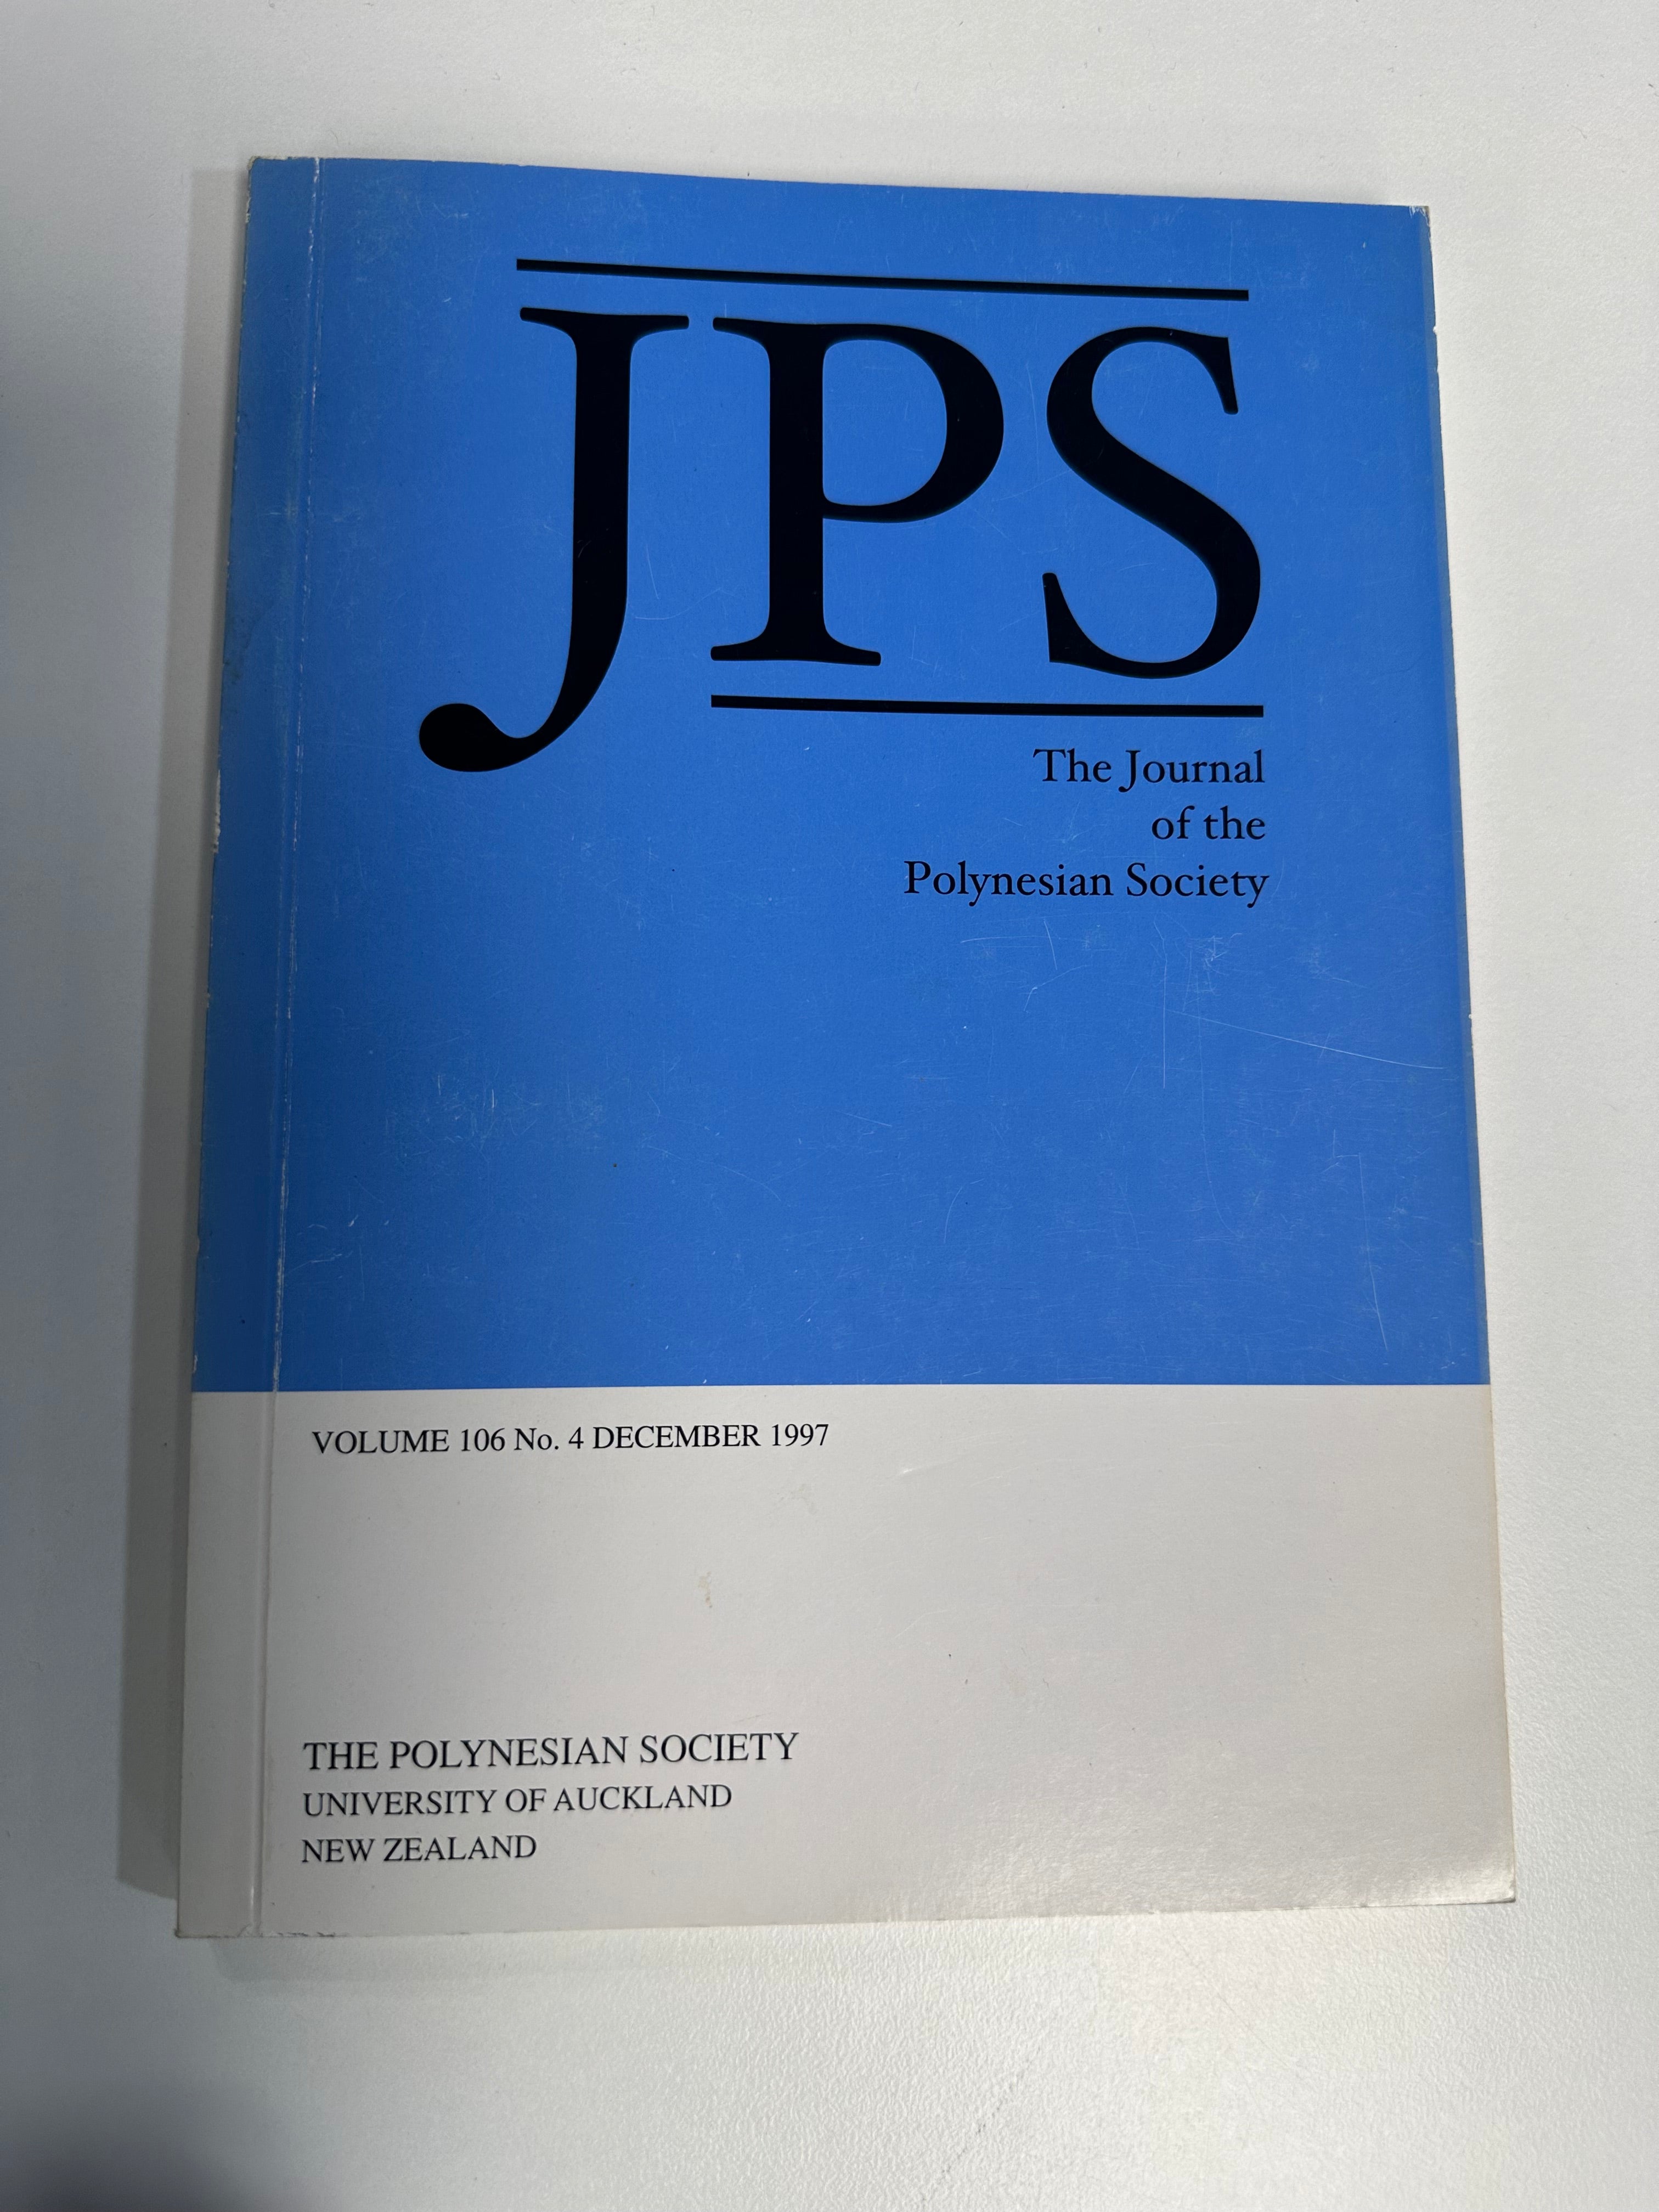 JPS
The Journal
of the
Polynesian Society
VOLUME 106 No. 4 DECEMBER 1997
THE POLYNESIAN SOCIETY
UNIVERSITY OF AUCKLAND
NEW ZEALAND